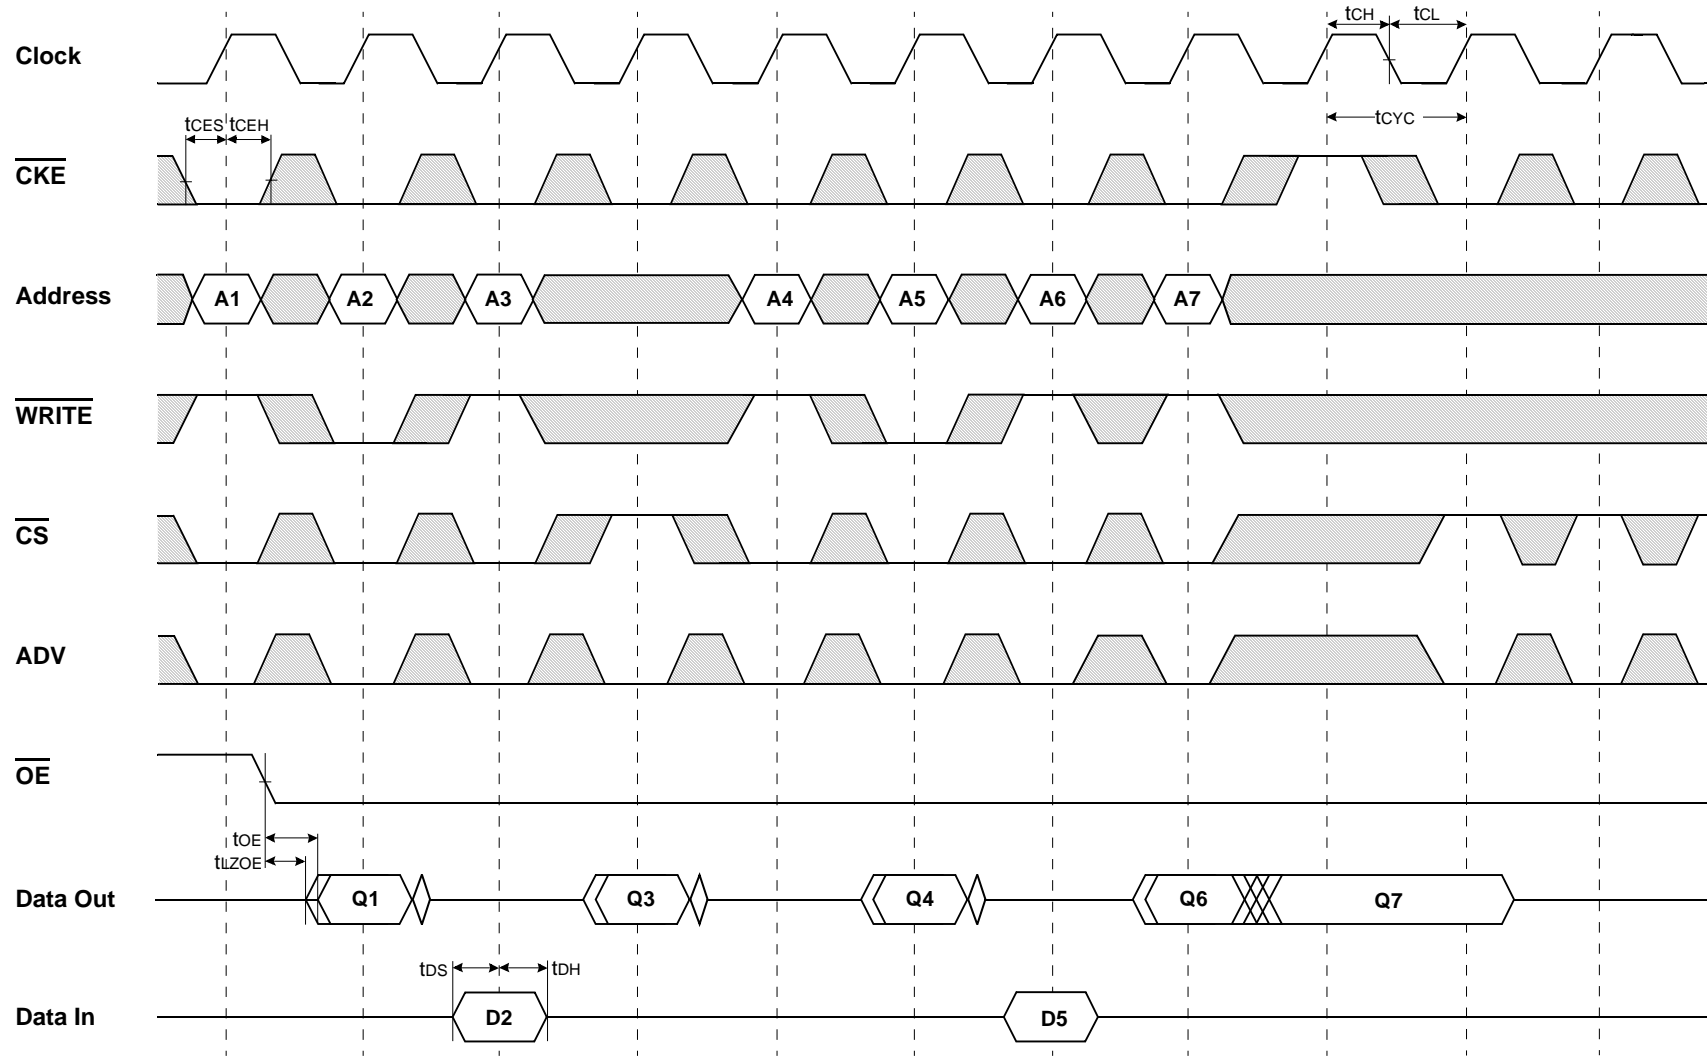 tCH tCL
Clock
tCYC
tCES tCEH
CKE
Address A1 A2 A3 A4 A5 A6 A7
WRITE
CS
ADV
OE
tOE
tLZOE
Data Out Q1 Q3 Q4 Q6 Q7
tDS tDH
Data In D2 D5